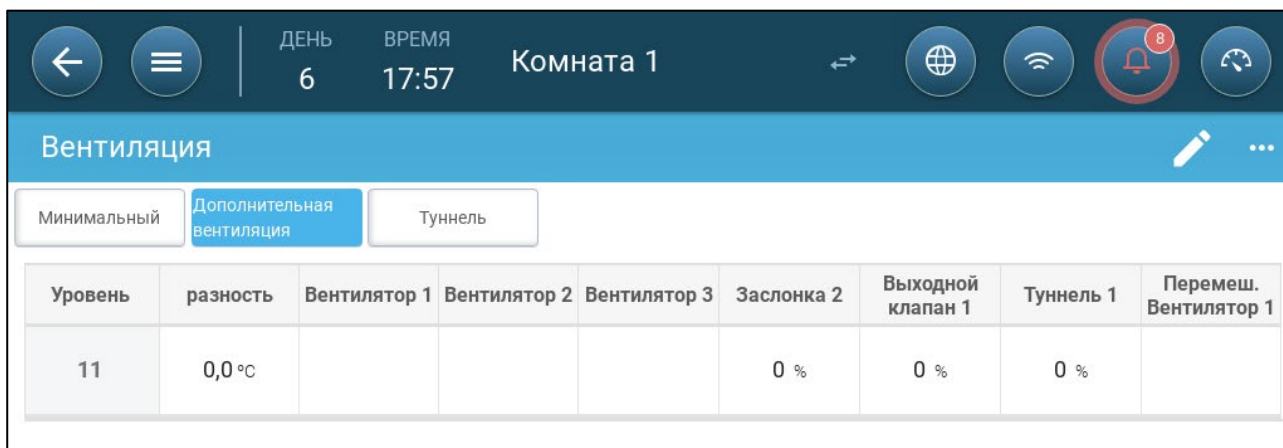 ДЕНЬ ВРЕМЯ
6 17:57 Комната 1 8
Вентиляция
Минимальный Дополнительная вентиляция Туннель
Уровень разность Вентилятор 1 Вентилятор 2 Вентилятор 3 Заслонка 2 Выходной клапан 1 Туннель 1 Перемеш. Вентилятор 1
11 0,0 °C 0 % 0 % 0 %